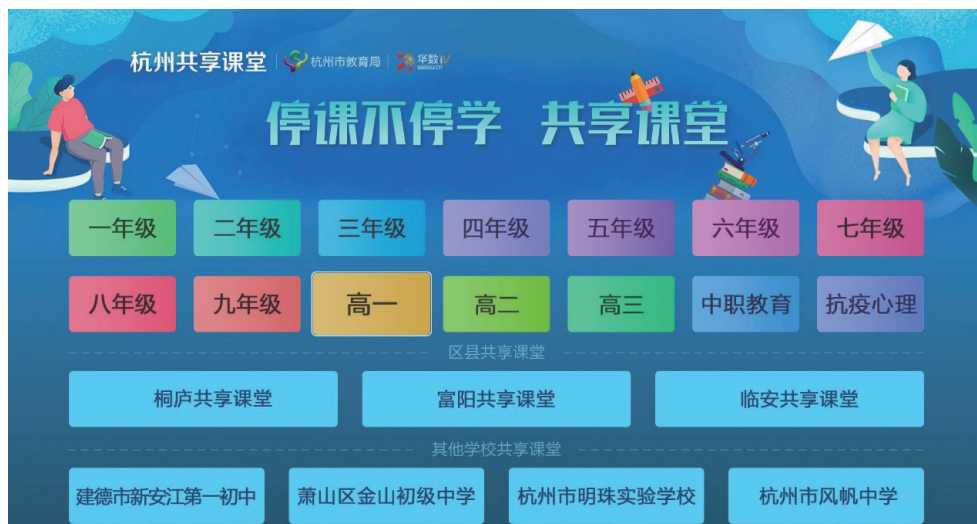 杭州共享课堂 杭州市教育局 华数TV
停课不停学 共享课堂
一年级 二年级 三年级 四年级 五年级 六年级 七年级
八年级 九年级 高一 高二 高三 中职教育 抗疫心理
区县共享课堂
桐庐共享课堂 富阳共享课堂 临安共享课堂
其他学校共享课堂
建德市新安江第一初中 萧山区金山初级中学 杭州市明珠实验学校 杭州市风帆中学